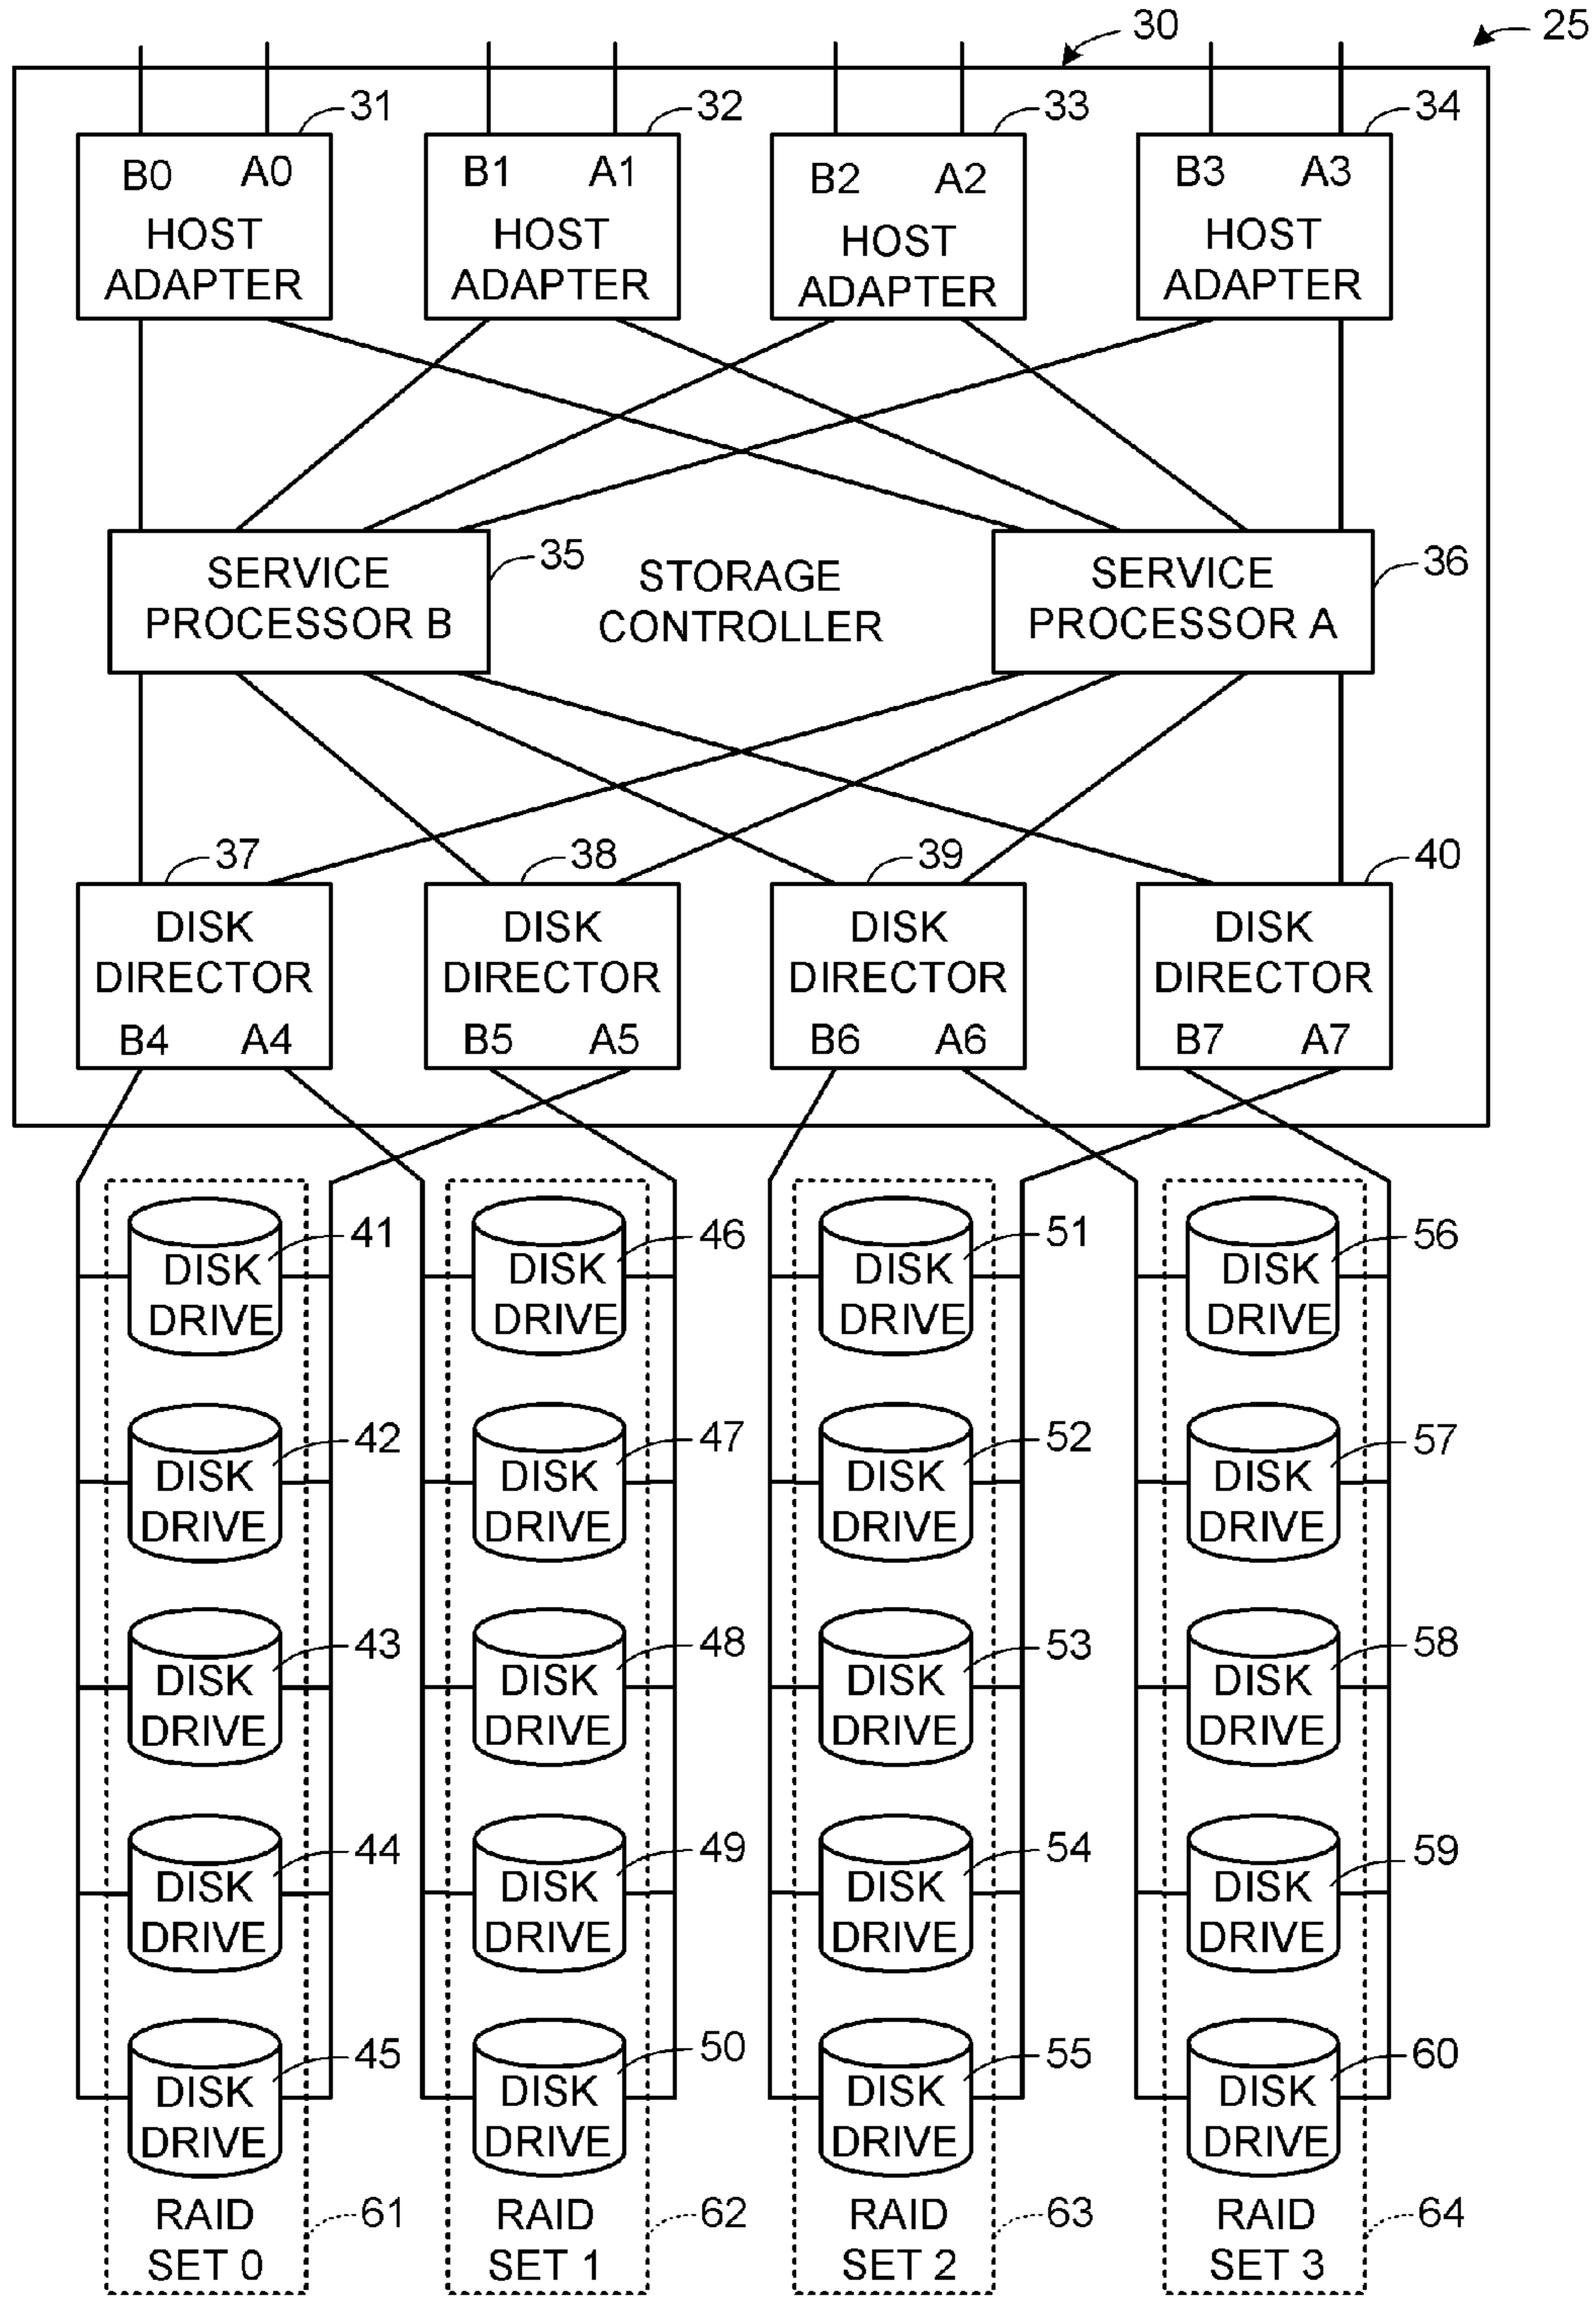 30
25
31
32
33
34
B0 A0
HOST
ADAPTER
B1 A1
HOST
ADAPTER
B2 A2
HOST
ADAPTER
B3 A3
HOST
ADAPTER
SERVICE
PROCESSOR B
35
STORAGE
CONTROLLER
SERVICE
PROCESSOR A
36
37
38
39
40
DISK
DIRECTOR
B4 A4
DISK
DIRECTOR
B5 A5
DISK
DIRECTOR
B6 A6
DISK
DIRECTOR
B7 A7
DISK
DRIVE
41
DISK
DRIVE
46
DISK
DRIVE
51
DISK
DRIVE
56
DISK
DRIVE
42
DISK
DRIVE
47
DISK
DRIVE
52
DISK
DRIVE
57
DISK
DRIVE
43
DISK
DRIVE
48
DISK
DRIVE
53
DISK
DRIVE
58
DISK
DRIVE
44
DISK
DRIVE
49
DISK
DRIVE
54
DISK
DRIVE
59
DISK
DRIVE
45
DISK
DRIVE
50
DISK
DRIVE
55
DISK
DRIVE
60
RAID
SET 0
61
RAID
SET 1
62
RAID
SET 2
63
RAID
SET 3
64